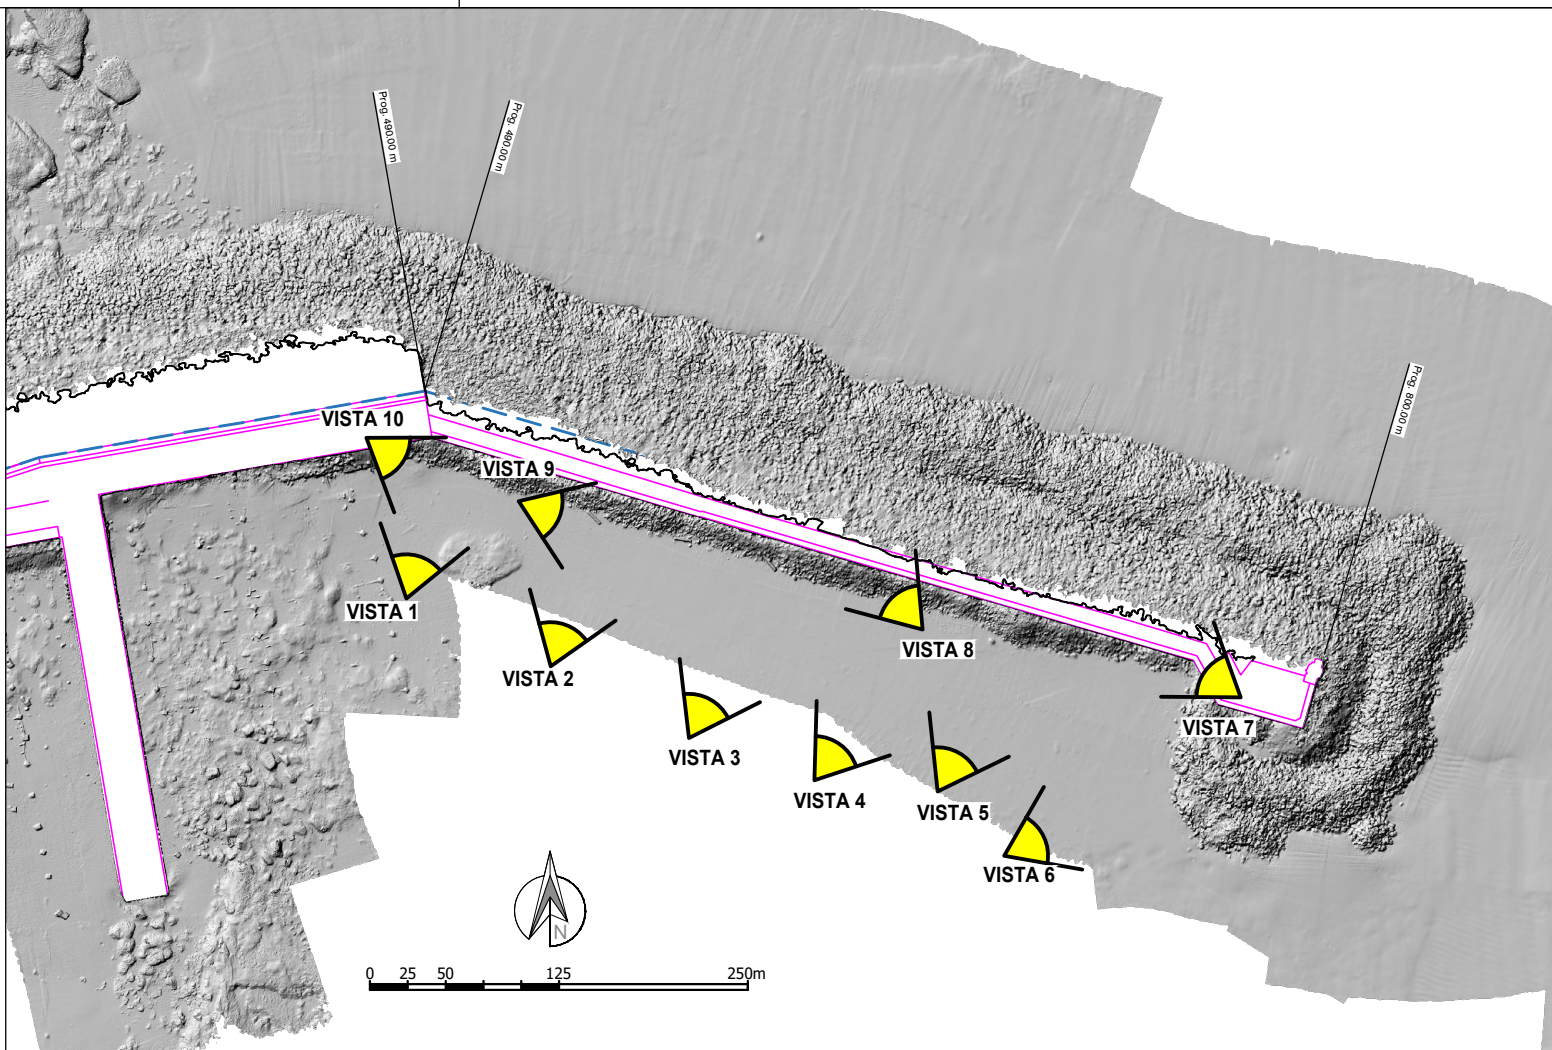 Prog. 490.00 m
Prog. 490.00 m
Prog. 800.00 m
VISTA 10
VISTA 9
VISTA 1
VISTA 8
VISTA 2
VISTA 7
VISTA 3
VISTA 4
VISTA 5
VISTA 6
N
0 25 50 125 250m